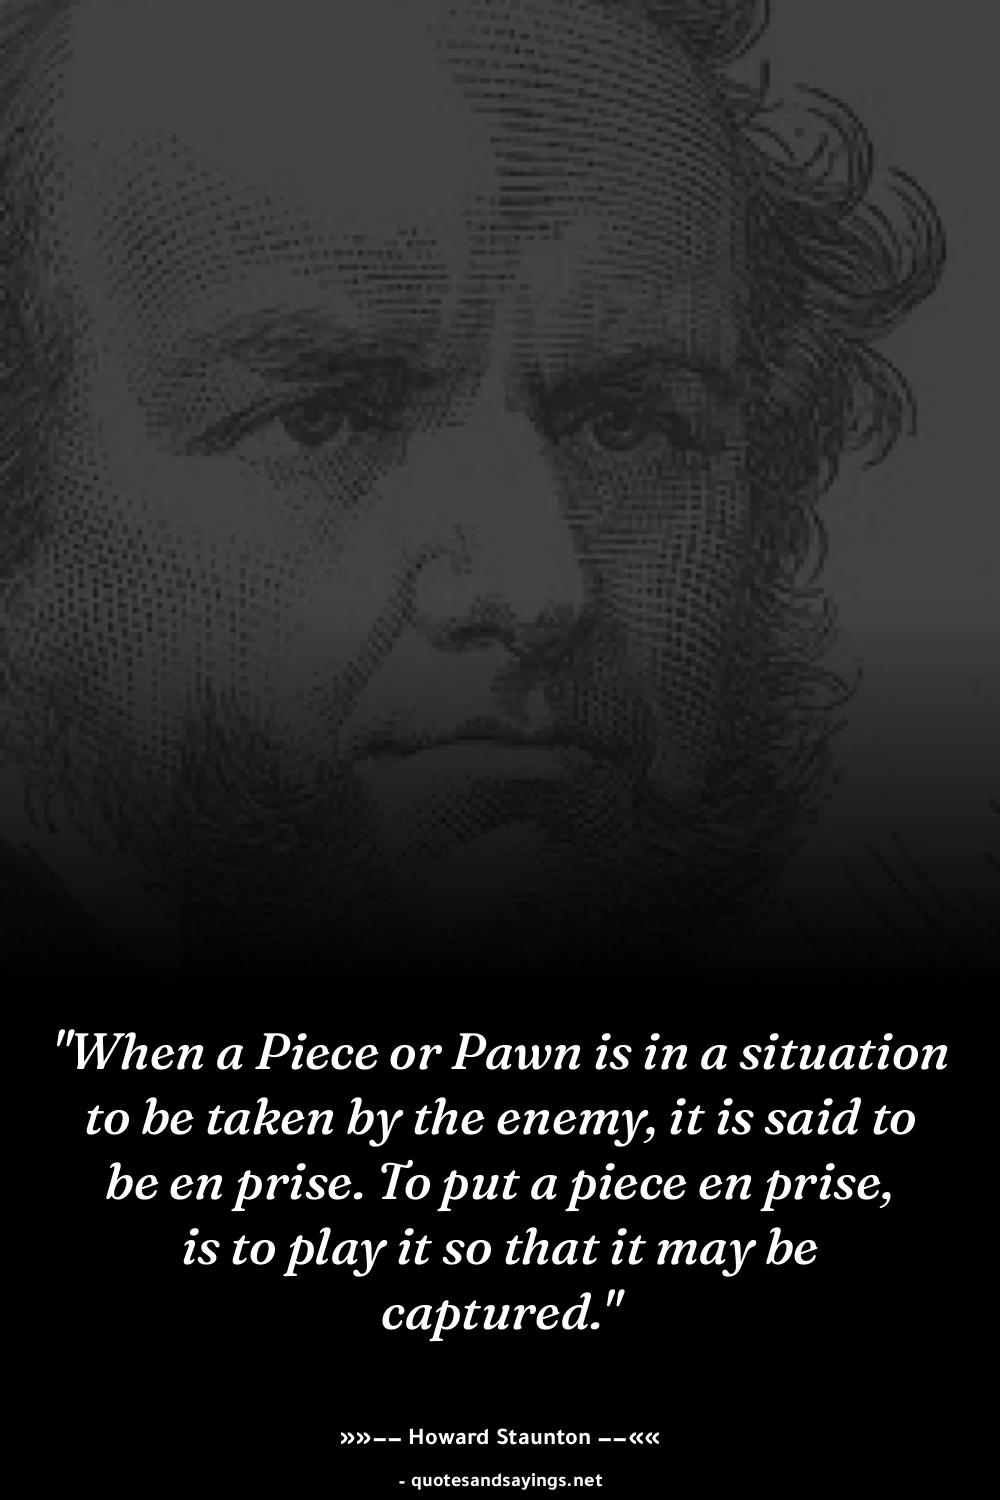 "When a Piece or Pawn is in a situation
to be taken by the enemy, it is said to
be en prise. To put a piece en prise,
is to play it so that it may be
captured."
»»–– Howard Staunton ––««
- quotesandsayings.net